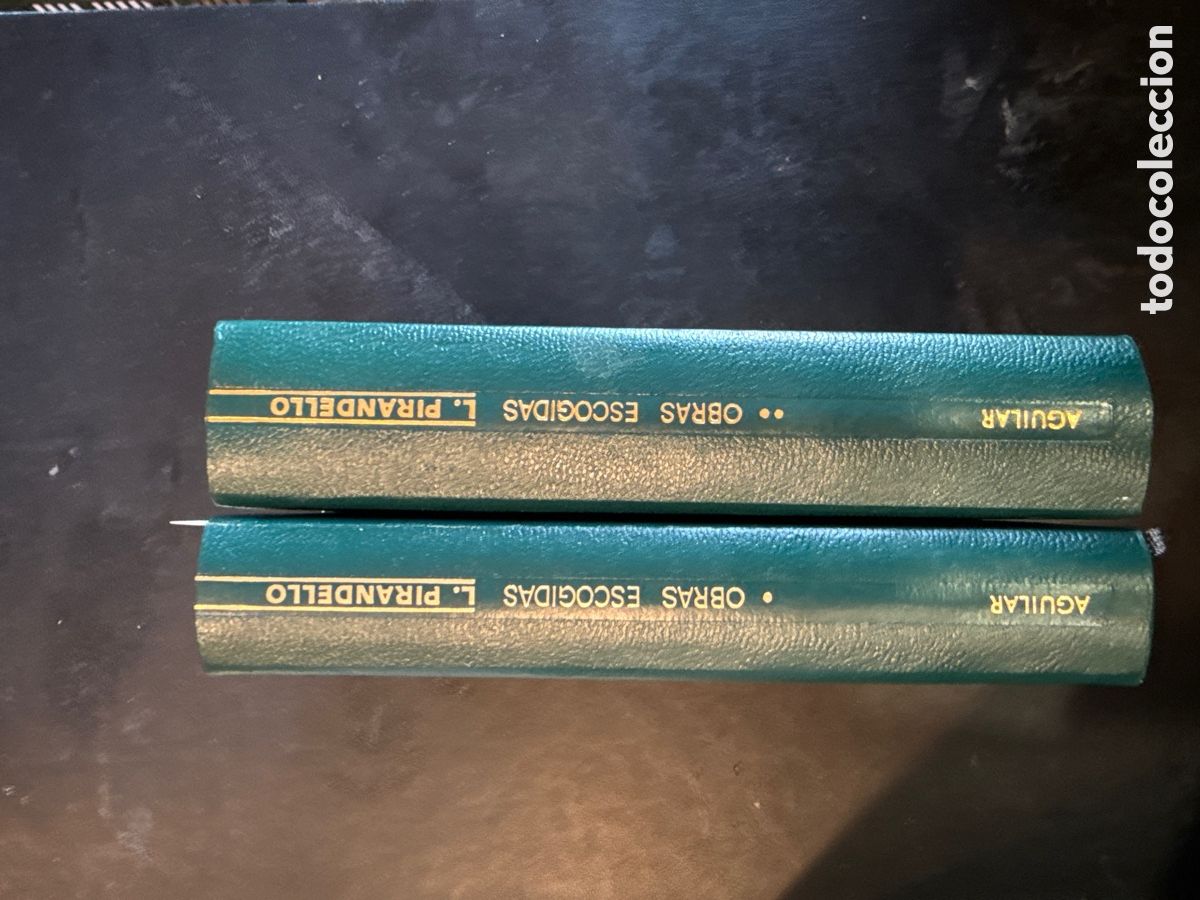 L. PIRANDELLO OBRAS ESCOGIDAS •• AGUILAR
L. PIRANDELLO OBRAS ESCOGIDAS • AGUILAR
todocoleccion